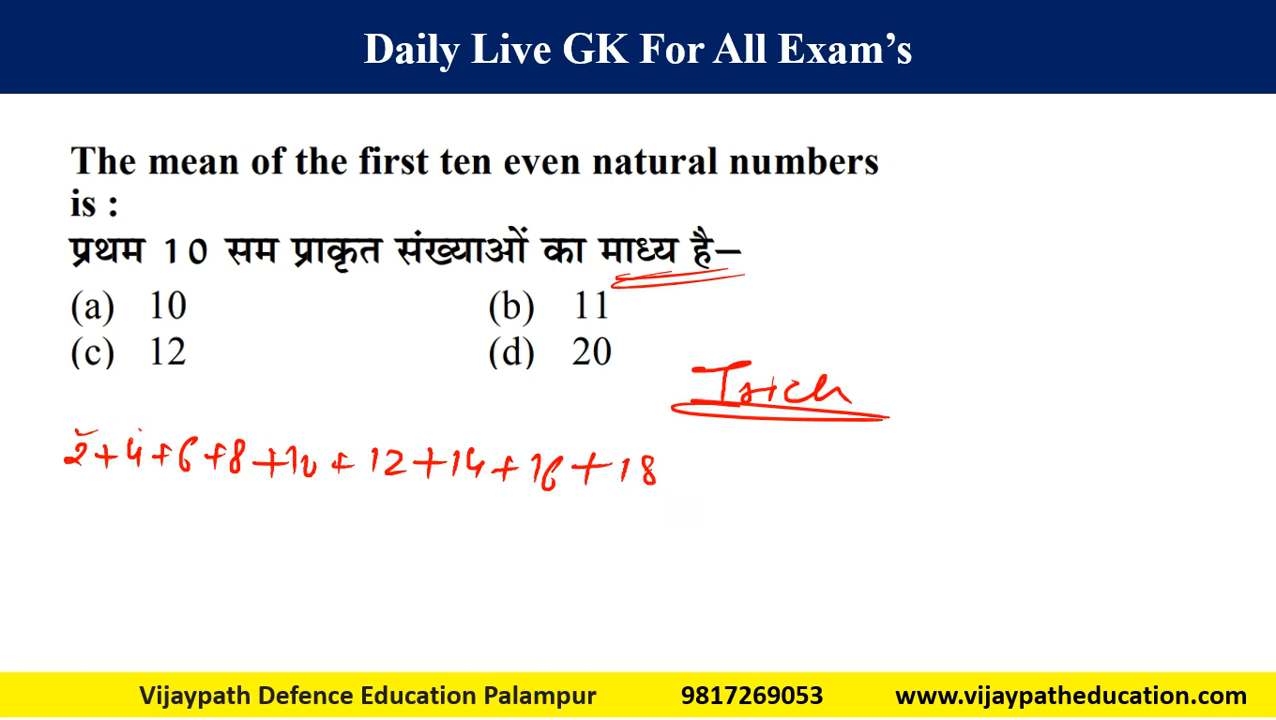 Daily Live GK For All Exam's
The mean of the first ten even natural numbers
is :
प्रथम 10 सम प्राकृत संख्याओं का माध्य है–
(a) 10 (b) 11
(c) 12 (d) 20
Trick
2+4+6+8+10+12+14+16+18
Vijaypath Defence Education Palampur 9817269053 www.vijaypatheducation.com